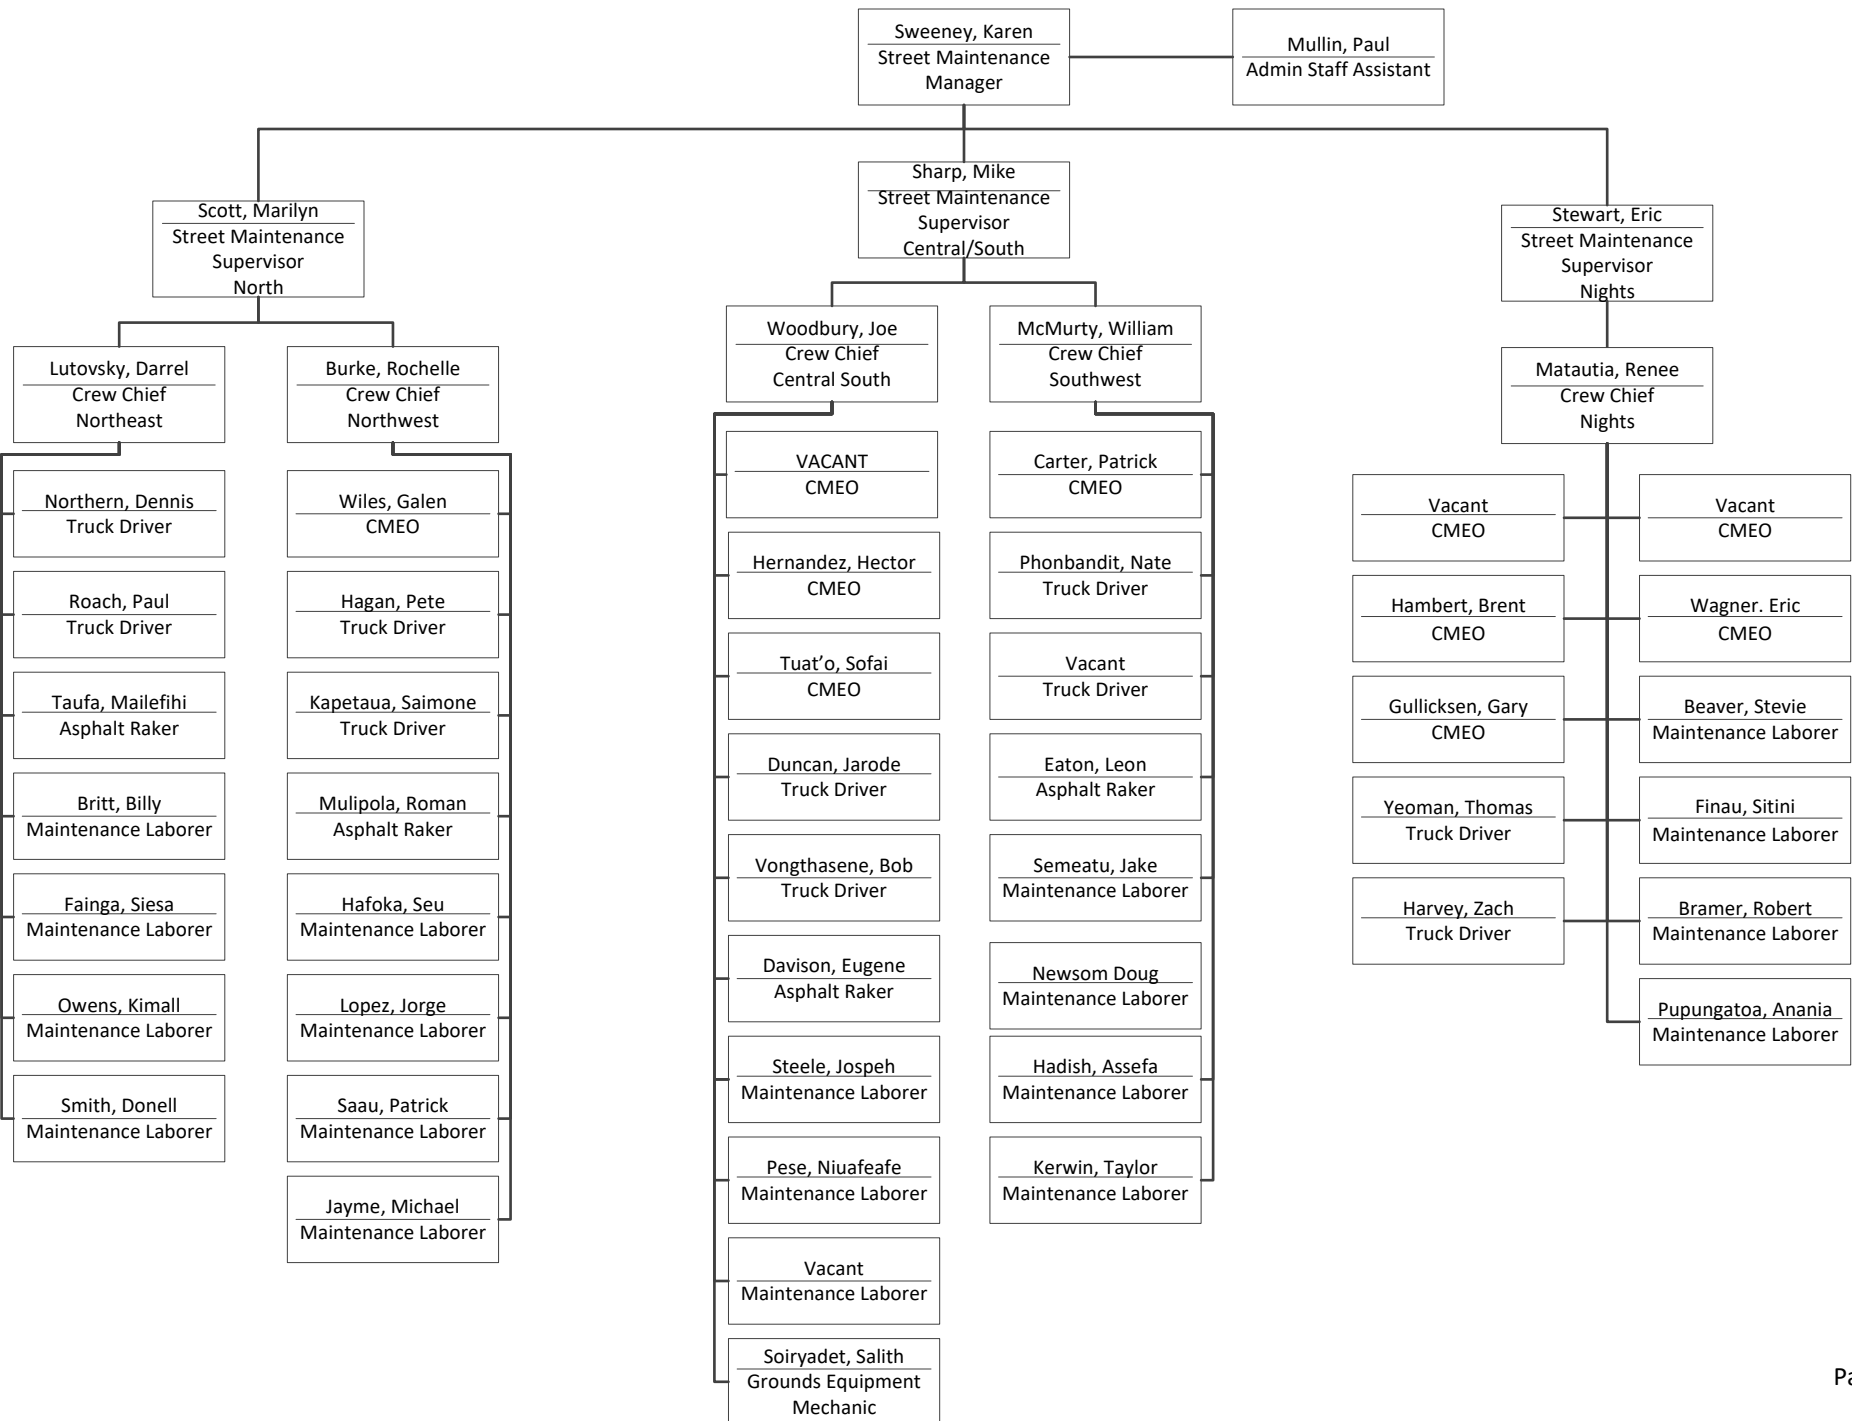 Sweeney, Karen
Street Maintenance
Manager
Mullin, Paul
Admin Staff Assistant
Scott, Marilyn
Street Maintenance
Supervisor
North
Sharp, Mike
Street Maintenance
Supervisor
Central/South
Stewart, Eric
Street Maintenance
Supervisor
Nights
Lutovsky, Darrel
Crew Chief
Northeast
Burke, Rochelle
Crew Chief
Northwest
Woodbury, Joe
Crew Chief
Central South
McMurty, William
Crew Chief
Southwest
Matautia, Renee
Crew Chief
Nights
Northern, Dennis
Truck Driver
Roach, Paul
Truck Driver
Taufa, Mailefihi
Asphalt Raker
Britt, Billy
Maintenance Laborer
Fainga, Siesa
Maintenance Laborer
Owens, Kimall
Maintenance Laborer
Smith, Donell
Maintenance Laborer
Wiles, Galen
CMEO
Hagan, Pete
Truck Driver
Kapetaua, Saimone
Truck Driver
Mulipola, Roman
Asphalt Raker
Hafoka, Seu
Maintenance Laborer
Lopez, Jorge
Maintenance Laborer
Saau, Patrick
Maintenance Laborer
Jayme, Michael
Maintenance Laborer
VACANT
CMEO
Hernandez, Hector
CMEO
Tuat’o, Sofai
CMEO
Duncan, Jarode
Truck Driver
Vongthasene, Bob
Truck Driver
Davison, Eugene
Asphalt Raker
Steele, Jospeh
Maintenance Laborer
Pese, Niuafeafe
Maintenance Laborer
Vacant
Maintenance Laborer
Soiryadet, Salith
Grounds Equipment
Mechanic
Carter, Patrick
CMEO
Phonbandit, Nate
Truck Driver
Vacant
Truck Driver
Eaton, Leon
Asphalt Raker
Semeatu, Jake
Maintenance Laborer
Newsom Doug
Maintenance Laborer
Hadish, Assefa
Maintenance Laborer
Kerwin, Taylor
Maintenance Laborer
Vacant
CMEO
Hambert, Brent
CMEO
Gullicksen, Gary
CMEO
Yeoman, Thomas
Truck Driver
Harvey, Zach
Truck Driver
Vacant
CMEO
Wagner. Eric
CMEO
Beaver, Stevie
Maintenance Laborer
Finau, Sitini
Maintenance Laborer
Bramer, Robert
Maintenance Laborer
Pupungatoa, Anania
Maintenance Laborer
Pa